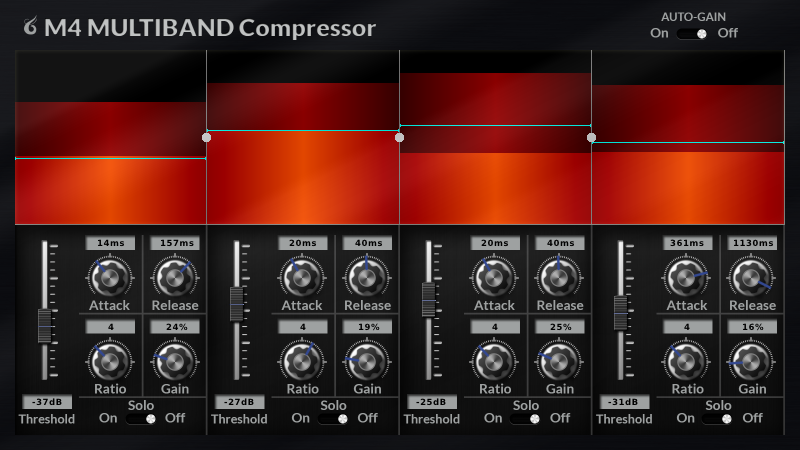 M4 MULTIBAND Compressor
AUTO-GAIN
On Off
14ms 157ms 20ms 40ms 20ms 40ms 361ms 1130ms
Attack Release Attack Release Attack Release Attack Release
4 24% 4 19% 4 25% 4 16%
Ratio Gain Ratio Gain Ratio Gain Ratio Gain
-37dB Solo -27dB Solo -25dB Solo -31dB Solo
Threshold On Off Threshold On Off Threshold On Off Threshold On Off